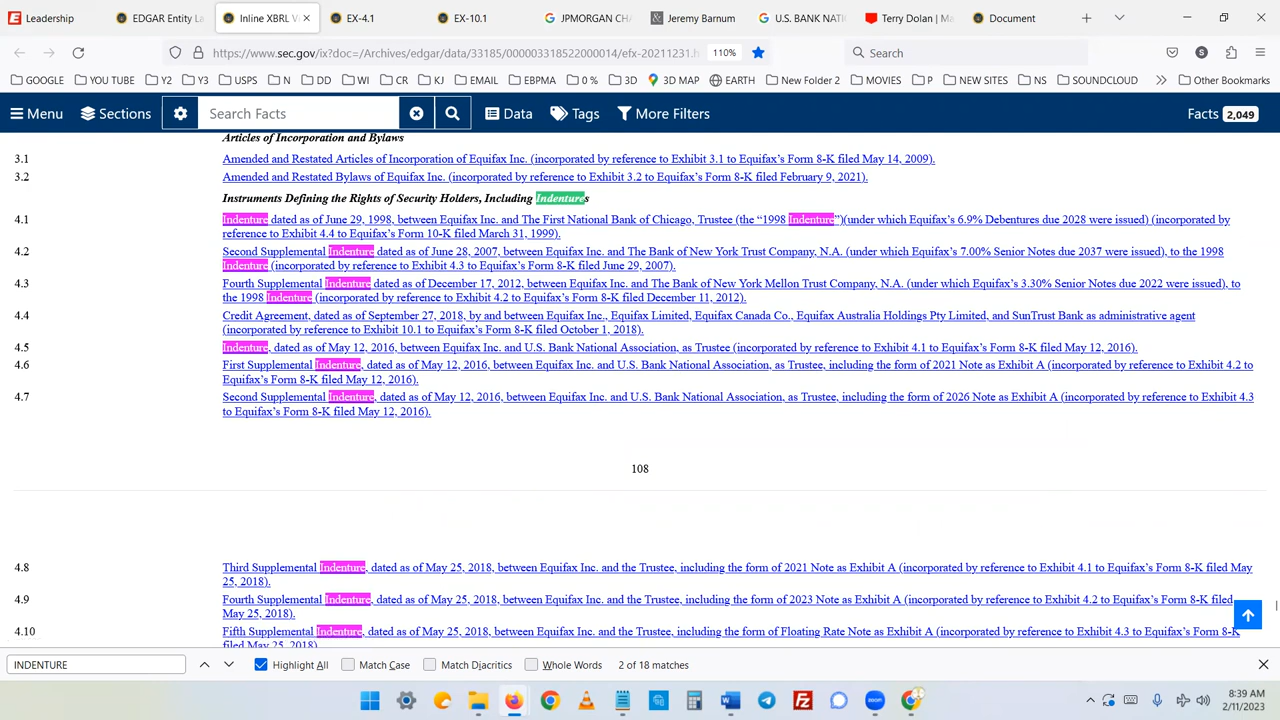 Leadership
EDGAR Entity La
Inline XBRL V
EX-4.1
EX-10.1
JPMORGAN CH
Jeremy Barnum
U.S. BANK NATI
Terry Dolan | M
Document
https://www.sec.gov/ix?doc=/Archives/edgar/data/33185/000003318522000014/efx-20211231.h
110%
Search
GOOGLE YOU TUBE Y2 Y3 USPS N DD WI CR KJ EMAIL EBPMA 0 % 3D 3D MAP EARTH New Folder 2 MOVIES P NEW SITES NS SOUNDCLOUD Other Bookmarks
Menu Sections Search Facts Data Tags More Filters Facts 2,049
Articles of Incorporation and Bylaws
3.1 Amended and Restated Articles of Incorporation of Equifax Inc. (incorporated by reference to Exhibit 3.1 to Equifax's Form 8-K filed May 14, 2009).
3.2 Amended and Restated Bylaws of Equifax Inc. (incorporated by reference to Exhibit 3.2 to Equifax's Form 8-K filed February 9, 2021).
Instruments Defining the Rights of Security Holders, Including Indentures
4.1 Indenture dated as of June 29, 1998, between Equifax Inc. and The First National Bank of Chicago, Trustee (the “1998 Indenture”)(under which Equifax's 6.9% Debentures due 2028 were issued) (incorporated by
reference to Exhibit 4.4 to Equifax's Form 10-K filed March 31, 1999).
4.2 Second Supplemental Indenture dated as of June 28, 2007, between Equifax Inc. and The Bank of New York Trust Company, N.A. (under which Equifax's 7.00% Senior Notes due 2037 were issued), to the 1998
Indenture (incorporated by reference to Exhibit 4.3 to Equifax's Form 8-K filed June 29, 2007).
4.3 Fourth Supplemental Indenture dated as of December 17, 2012, between Equifax Inc. and The Bank of New York Mellon Trust Company, N.A. (under which Equifax's 3.30% Senior Notes due 2022 were issued), to
the 1998 Indenture (incorporated by reference to Exhibit 4.2 to Equifax's Form 8-K filed December 11, 2012).
4.4 Credit Agreement, dated as of September 27, 2018, by and between Equifax Inc., Equifax Limited, Equifax Canada Co., Equifax Australia Holdings Pty Limited, and SunTrust Bank as administrative agent
(incorporated by reference to Exhibit 10.1 to Equifax's Form 8-K filed October 1, 2018).
4.5 Indenture, dated as of May 12, 2016, between Equifax Inc. and U.S. Bank National Association, as Trustee (incorporated by reference to Exhibit 4.1 to Equifax's Form 8-K filed May 12, 2016).
4.6 First Supplemental Indenture, dated as of May 12, 2016, between Equifax Inc. and U.S. Bank National Association, as Trustee, including the form of 2021 Note as Exhibit A (incorporated by reference to Exhibit 4.2 to
Equifax's Form 8-K filed May 12, 2016).
4.7 Second Supplemental Indenture, dated as of May 12, 2016, between Equifax Inc. and U.S. Bank National Association, as Trustee, including the form of 2026 Note as Exhibit A (incorporated by reference to Exhibit 4.3
to Equifax's Form 8-K filed May 12, 2016).
108
4.8 Third Supplemental Indenture, dated as of May 25, 2018, between Equifax Inc. and the Trustee, including the form of 2021 Note as Exhibit A (incorporated by reference to Exhibit 4.1 to Equifax's Form 8-K filed May
25, 2018).
4.9 Fourth Supplemental Indenture, dated as of May 25, 2018, between Equifax Inc. and the Trustee, including the form of 2023 Note as Exhibit A (incorporated by reference to Exhibit 4.2 to Equifax's Form 8-K filed
May 25, 2018).
4.10 Fifth Supplemental Indenture, dated as of May 25, 2018, between Equifax Inc. and the Trustee, including the form of Floating Rate Note as Exhibit A (incorporated by reference to Exhibit 4.3 to Equifax's Form 8-K
filed May 25, 2018)
INDENTURE Highlight All Match Case Match Diacritics Whole Words 2 of 18 matches
8:39 AM
2/11/2023